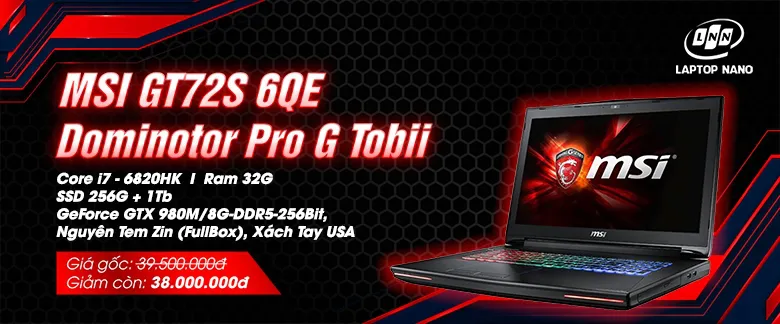 LNN
LAPTOP NANO
MSI GT72S 6QE
Dominotor Pro G Tobii
Core i7 - 6820HK I Ram 32G
SSD 256G + 1Tb
GeForce GTX 980M/8G-DDR5-256Bit,
Nguyên Tem Zin (FullBox), Xách Tay USA
Giá gốc: 39.500.000đ
Giảm còn: 38.000.000đ
msi
msi